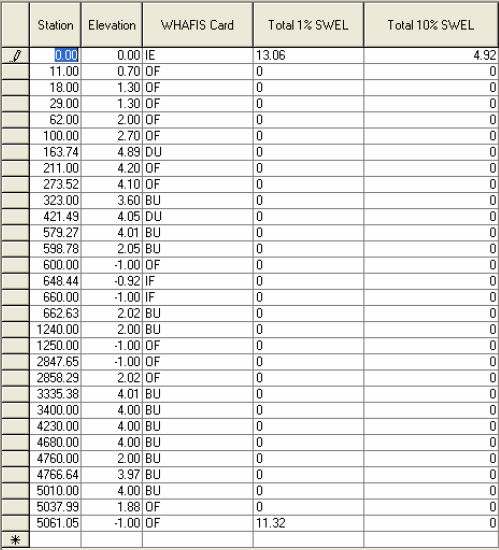 Station Elevation WHAFIS Card Total 1% SWEL Total 10% SWEL
0.00 0.00 IE 13.06 4.92
11.00 0.70 OF 0 0
18.00 1.30 OF 0 0
29.00 1.30 OF 0 0
62.00 2.00 OF 0 0
100.00 2.70 OF 0 0
163.74 4.89 DU 0 0
211.00 4.20 OF 0 0
273.52 4.10 OF 0 0
323.00 3.60 BU 0 0
421.49 4.05 DU 0 0
579.27 4.01 BU 0 0
598.78 2.05 BU 0 0
600.00 -1.00 OF 0 0
648.44 -0.92 IF 0 0
660.00 -1.00 IF 0 0
662.63 2.02 BU 0 0
1240.00 2.00 BU 0 0
1250.00 -1.00 OF 0 0
2847.65 -1.00 OF 0 0
2858.29 2.02 OF 0 0
3335.38 4.01 BU 0 0
3400.00 4.00 BU 0 0
4230.00 4.00 BU 0 0
4680.00 4.00 BU 0 0
4760.00 2.00 BU 0 0
4766.64 3.97 BU 0 0
5010.00 4.00 BU 0 0
5037.99 1.88 OF 0 0
5061.05 -1.00 OF 11.32 0